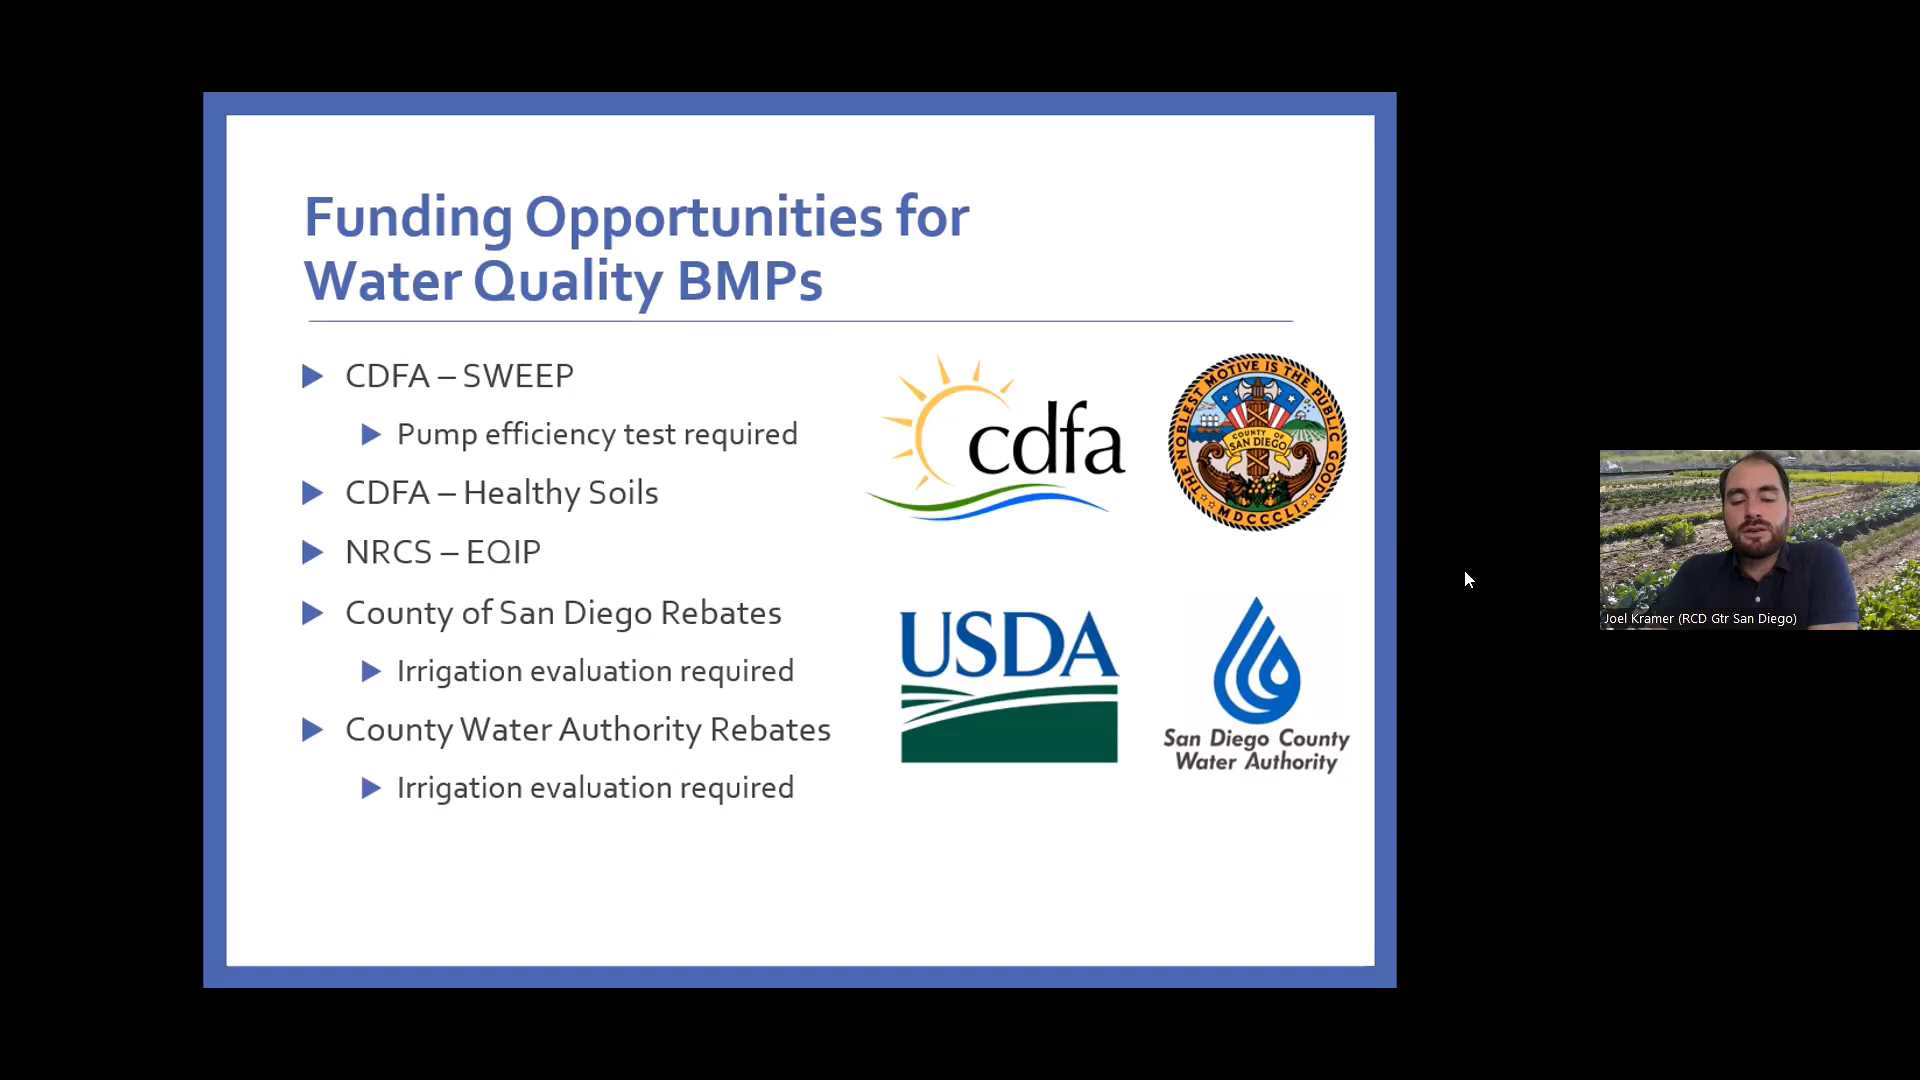 Funding Opportunities for
Water Quality BMPs
CDFA – SWEEP
Pump efficiency test required
CDFA – Healthy Soils
NRCS – EQIP
County of San Diego Rebates
Irrigation evaluation required
County Water Authority Rebates
Irrigation evaluation required
cdfa
THE NOBLEST MOTIVE IS THE PUBLIC GOOD
COUNTY OF
SAN DIEGO
MDCCCLI
USDA
San Diego County
Water Authority
Joel Kramer (RCD Gtr San Diego)